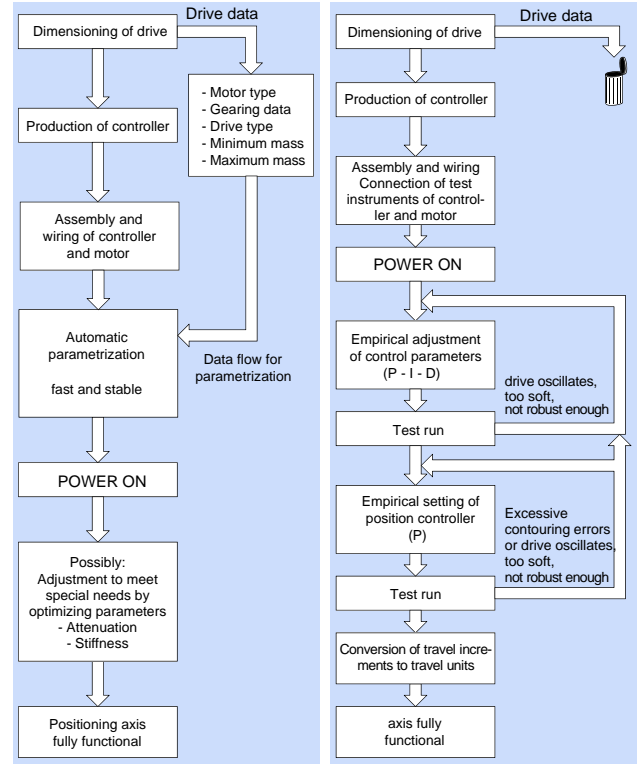 Drive data
Dimensioning of drive
- Motor type
- Gearing data
- Drive type
- Minimum mass
- Maximum mass
Production of controller
Assembly and
wiring of controller
and motor
Automatic
parametrization
fast and stable
Data flow for
parametrization
POWER ON
Possibly:
Adjustment to meet
special needs by
optimizing parameters
- Attenuation
- Stiffness
Positioning axis
fully functional
Drive data
Dimensioning of drive
Production of controller
Assembly and wiring
Connection of test
instruments of control-
ler and motor
POWER ON
Empirical adjustment
of control parameters
(P - I - D)
drive oscillates,
too soft,
not robust enough
Test run
Empirical setting of
position controller
(P)
Excessive
contouring errors
or drive oscillates,
too soft,
not robust enough
Test run
Conversion of travel incre-
ments to travel units
axis fully
functional